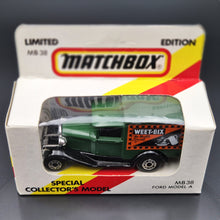 LIMITED EDITION
MB 38
MATCHBOX
WEET-BIX
SPECIAL
COLLECTOR'S MODEL
MB 38
FORD MODEL A